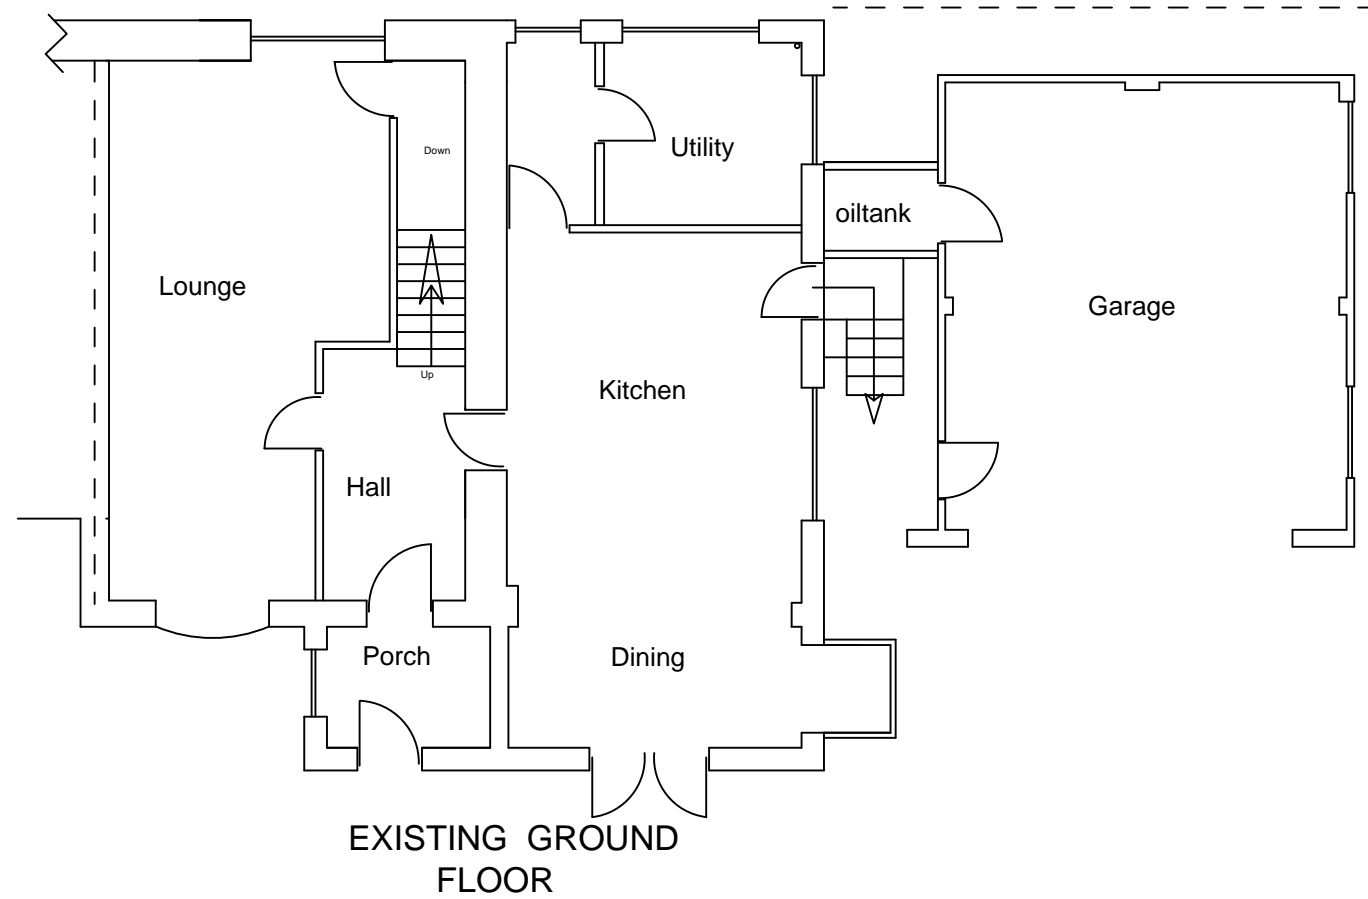 Down
Utility
oiltank
Lounge
Garage
Up
Kitchen
Hall
Porch
Dining
EXISTING GROUND
FLOOR